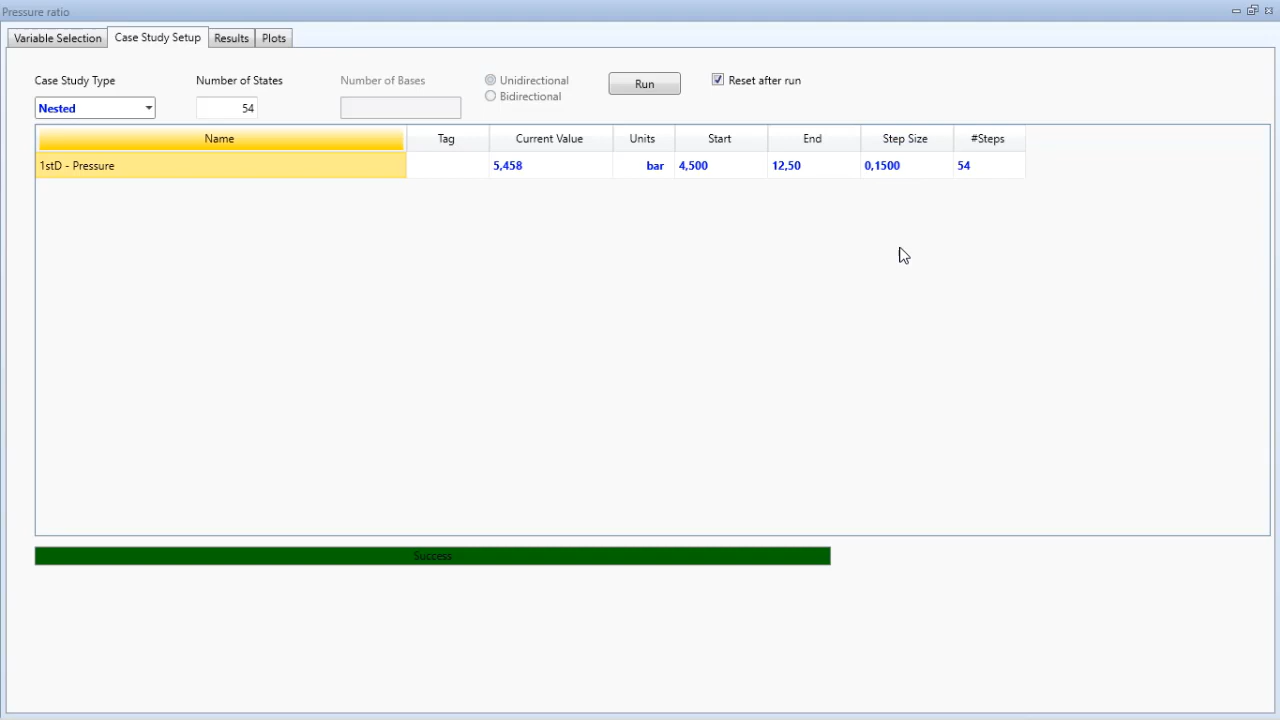 Pressure ratio
Variable Selection Case Study Setup Results Plots
Case Study Type Number of States Number of Bases Unidirectional Run Reset after run
Nested 54 Bidirectional
Name Tag Current Value Units Start End Step Size #Steps
1stD - Pressure 5,458 bar 4,500 12,50 0,1500 54
Success